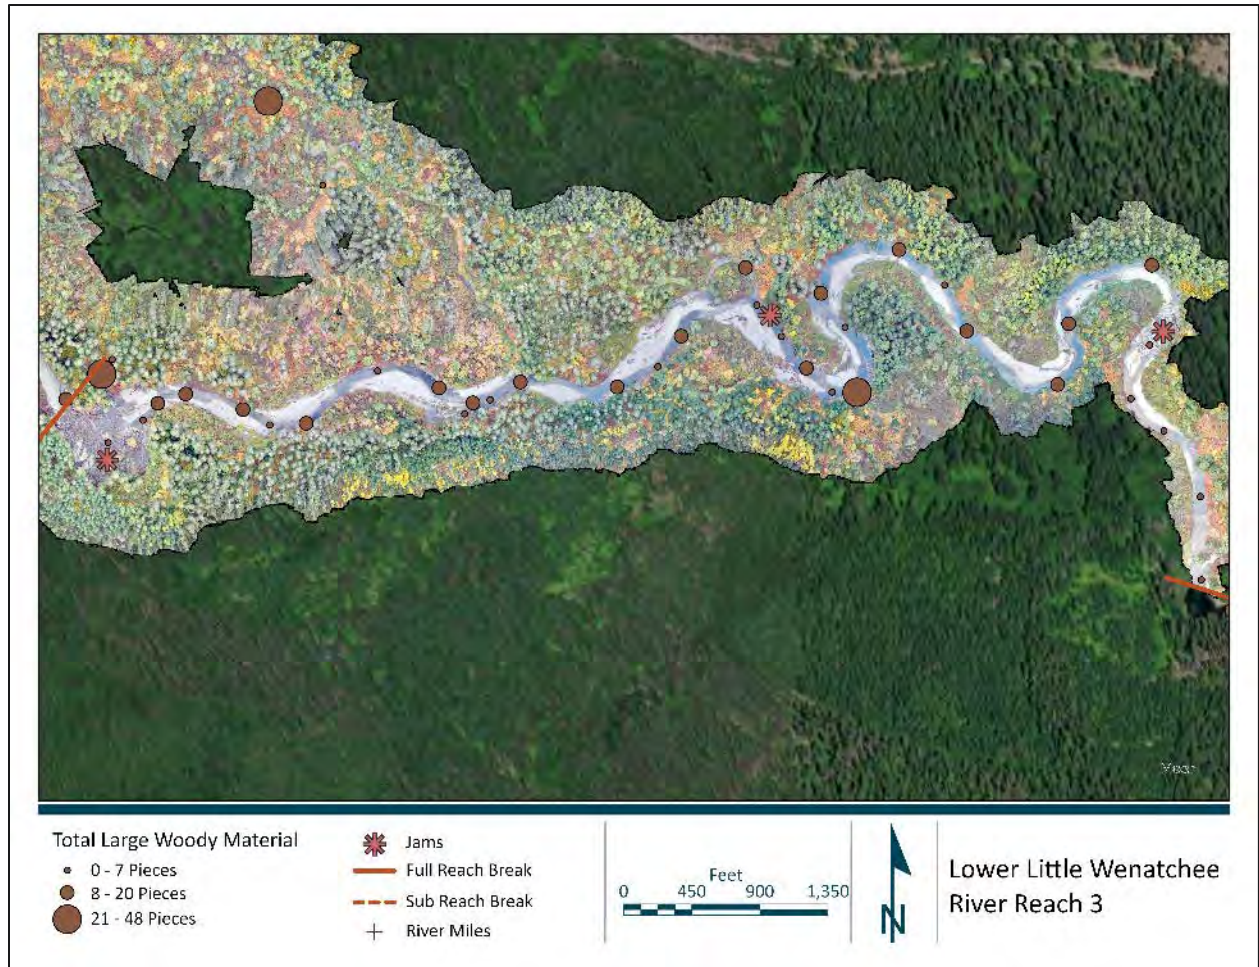 Total Large Woody Material
0 - 7 Pieces
8 - 20 Pieces
21 - 48 Pieces
Jams
Full Reach Break
Sub Reach Break
River Miles
Feet
0 450 900 1,350
N
Lower Little Wenatchee
River Reach 3